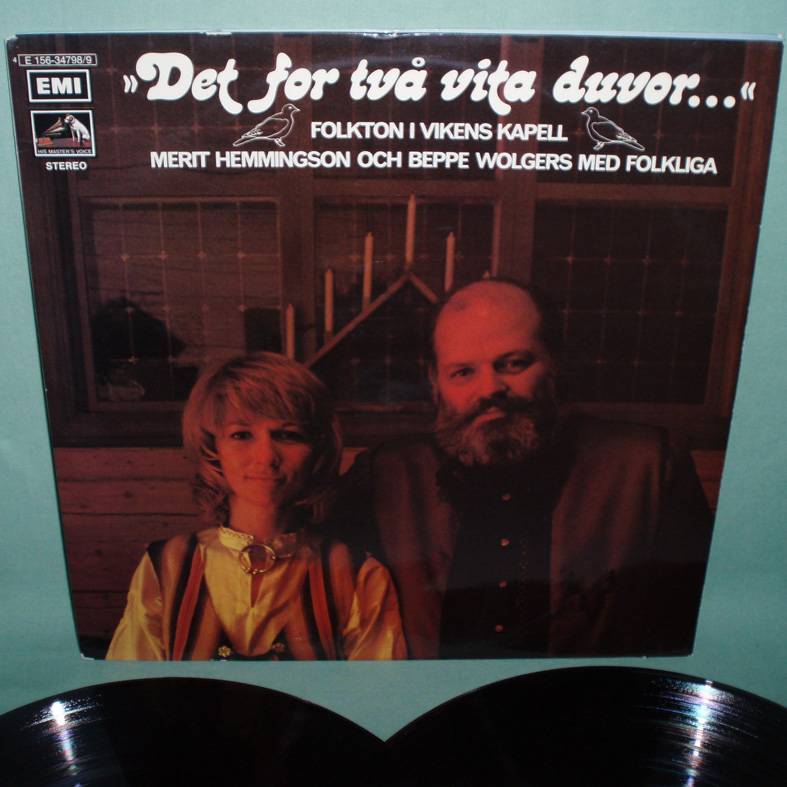 4 E 156-34798/9
EMI
HIS MASTER'S VOICE
STEREO
»Det for två vita duvor...«
FOLKTON I VIKENS KAPELL
MERIT HEMMINGSON OCH BEPPE WOLGERS MED FOLKLIGA